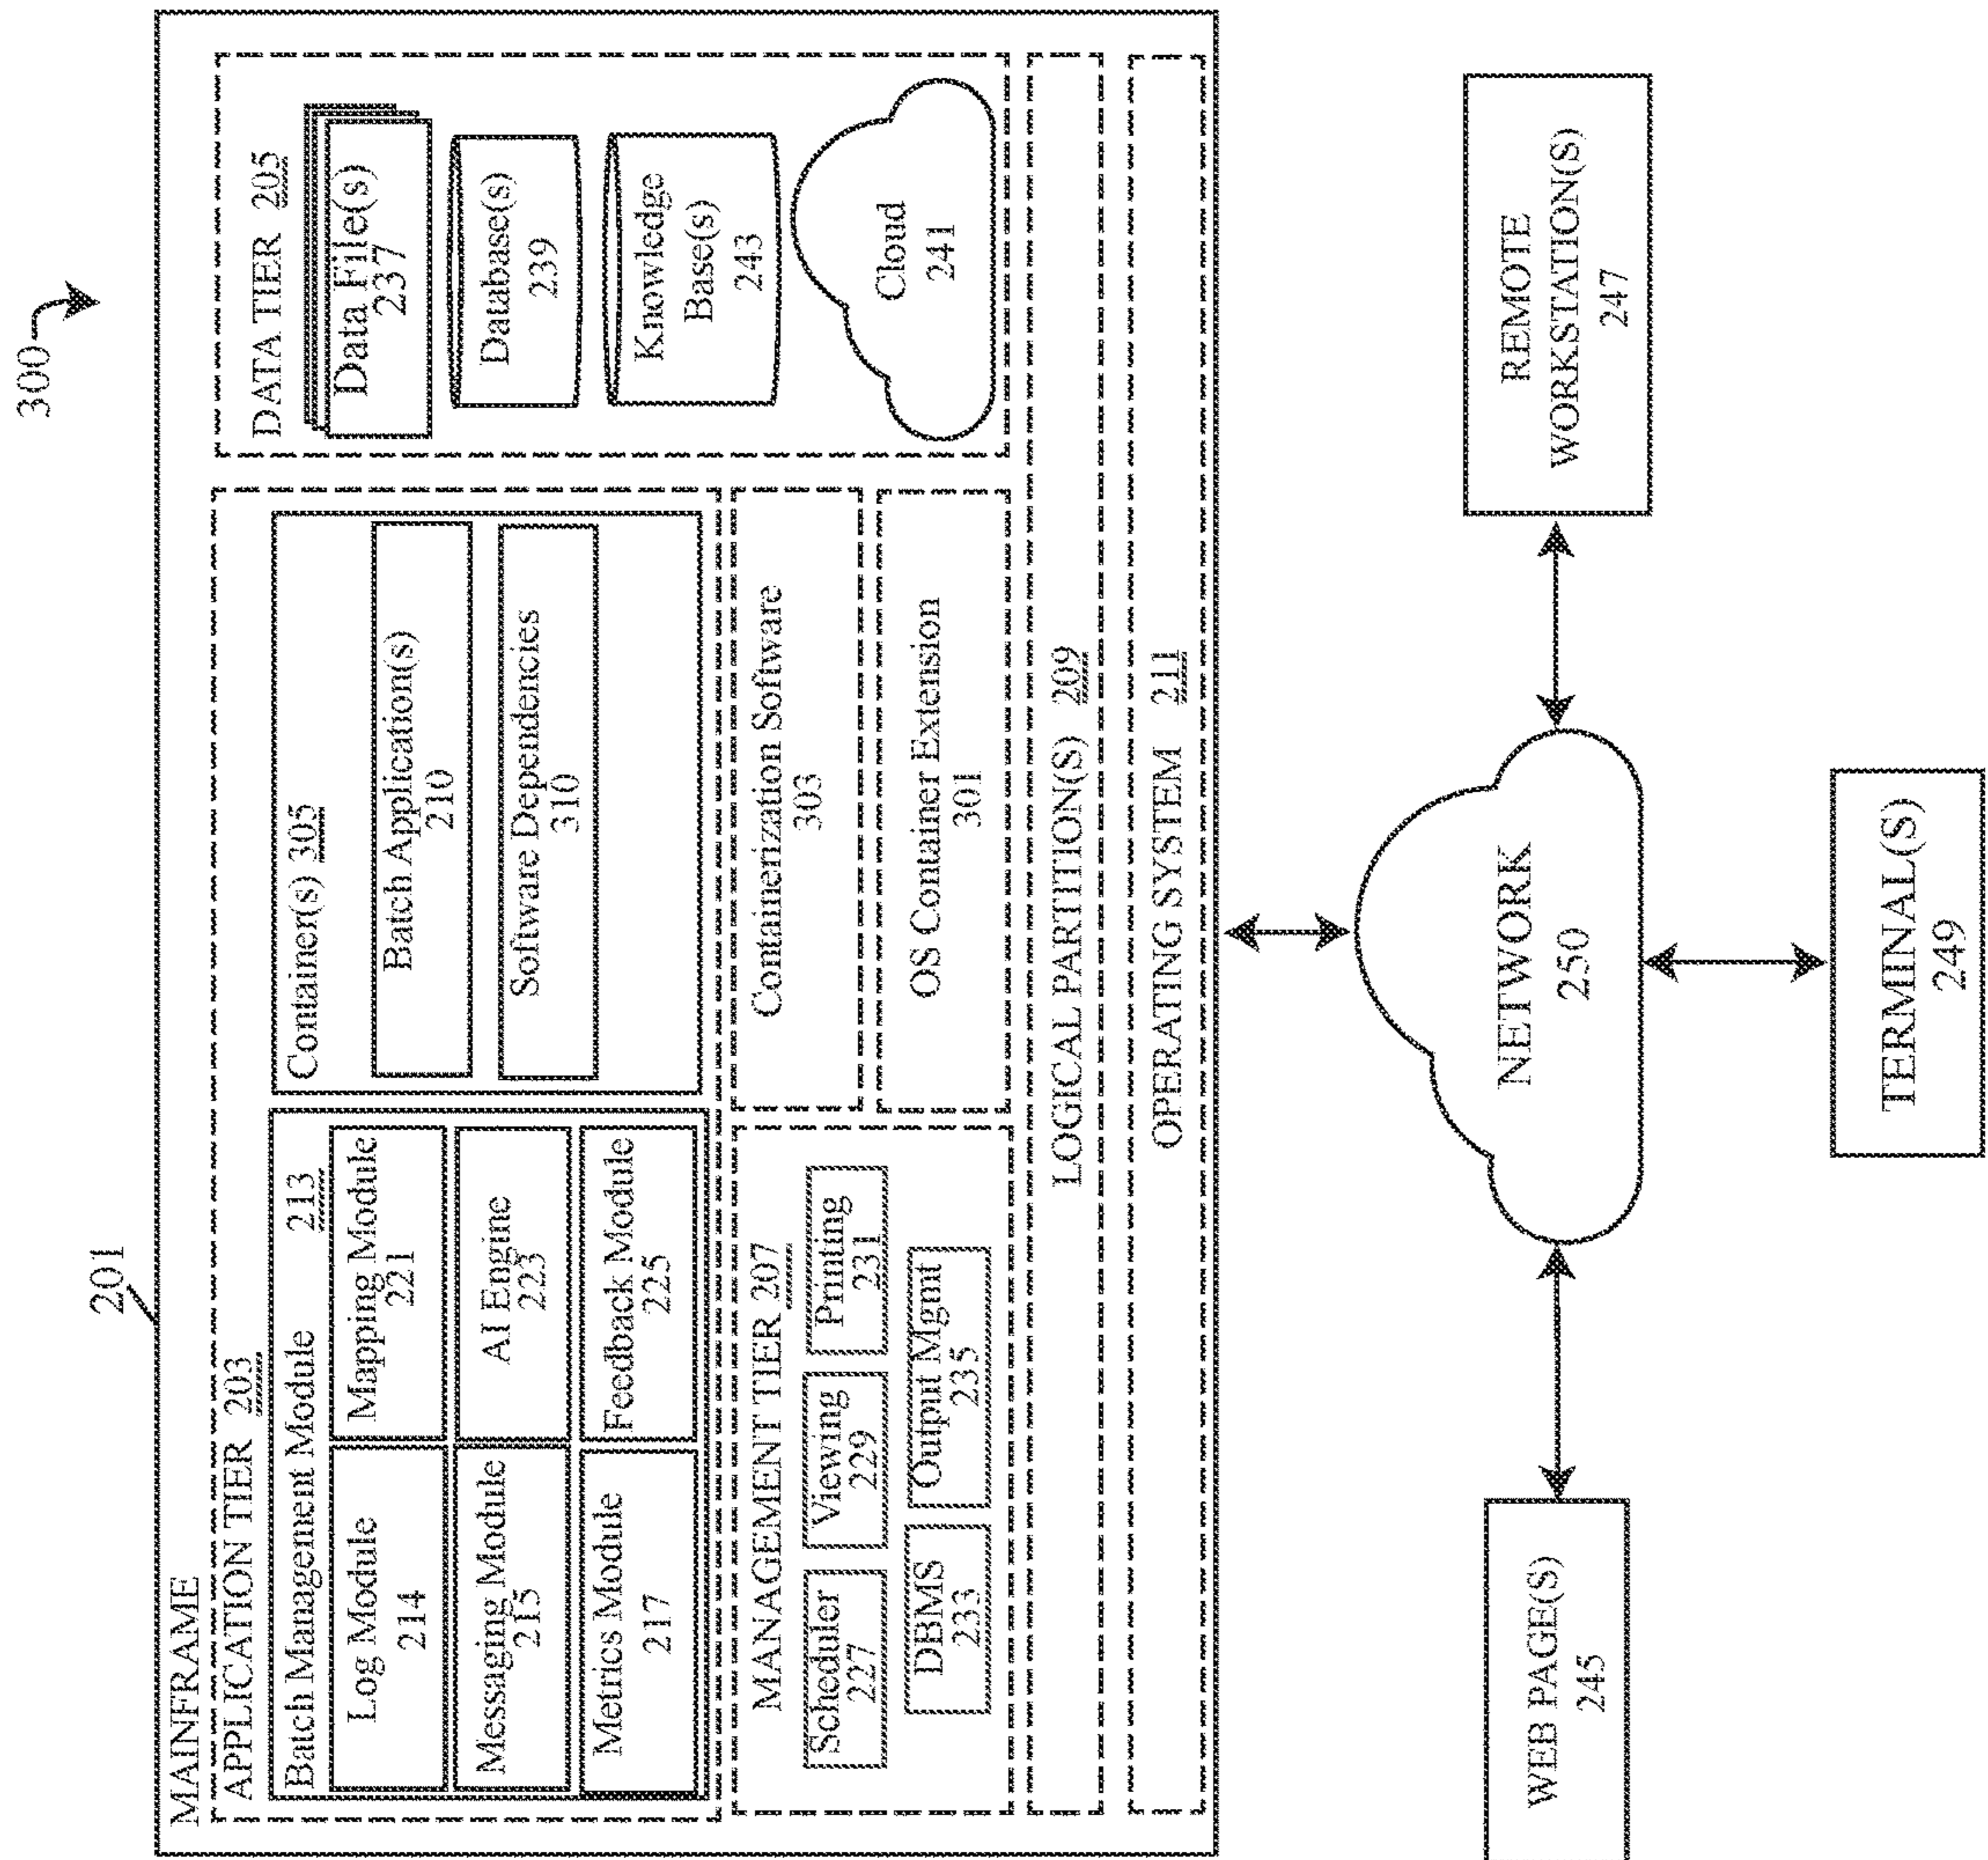 300
201
MAINFRAME
APPLICATION TIER 203
Batch Management Module 213
Log Module
214
Mapping Module
221
Messaging Module
215
AI Engine
223
Metrics Module
217
Feedback Module
225
Container(s) 305
Batch Application(s)
210
Software Dependencies
310
DATA TIER 205
Data File(s)
237
Database(s)
239
Knowledge
Base(s)
243
Cloud
241
MANAGEMENT TIER 207
Scheduler
227
Viewing
229
Printing
231
DBMS
233
Output Mgmt
235
Containerization Software
303
OS Container Extension
301
LOGICAL PARTITION(S) 209
OPERATING SYSTEM 211
NETWORK
250
WEB PAGE(S)
245
REMOTE
WORKSTATION(S)
247
TERMINAL(S)
249